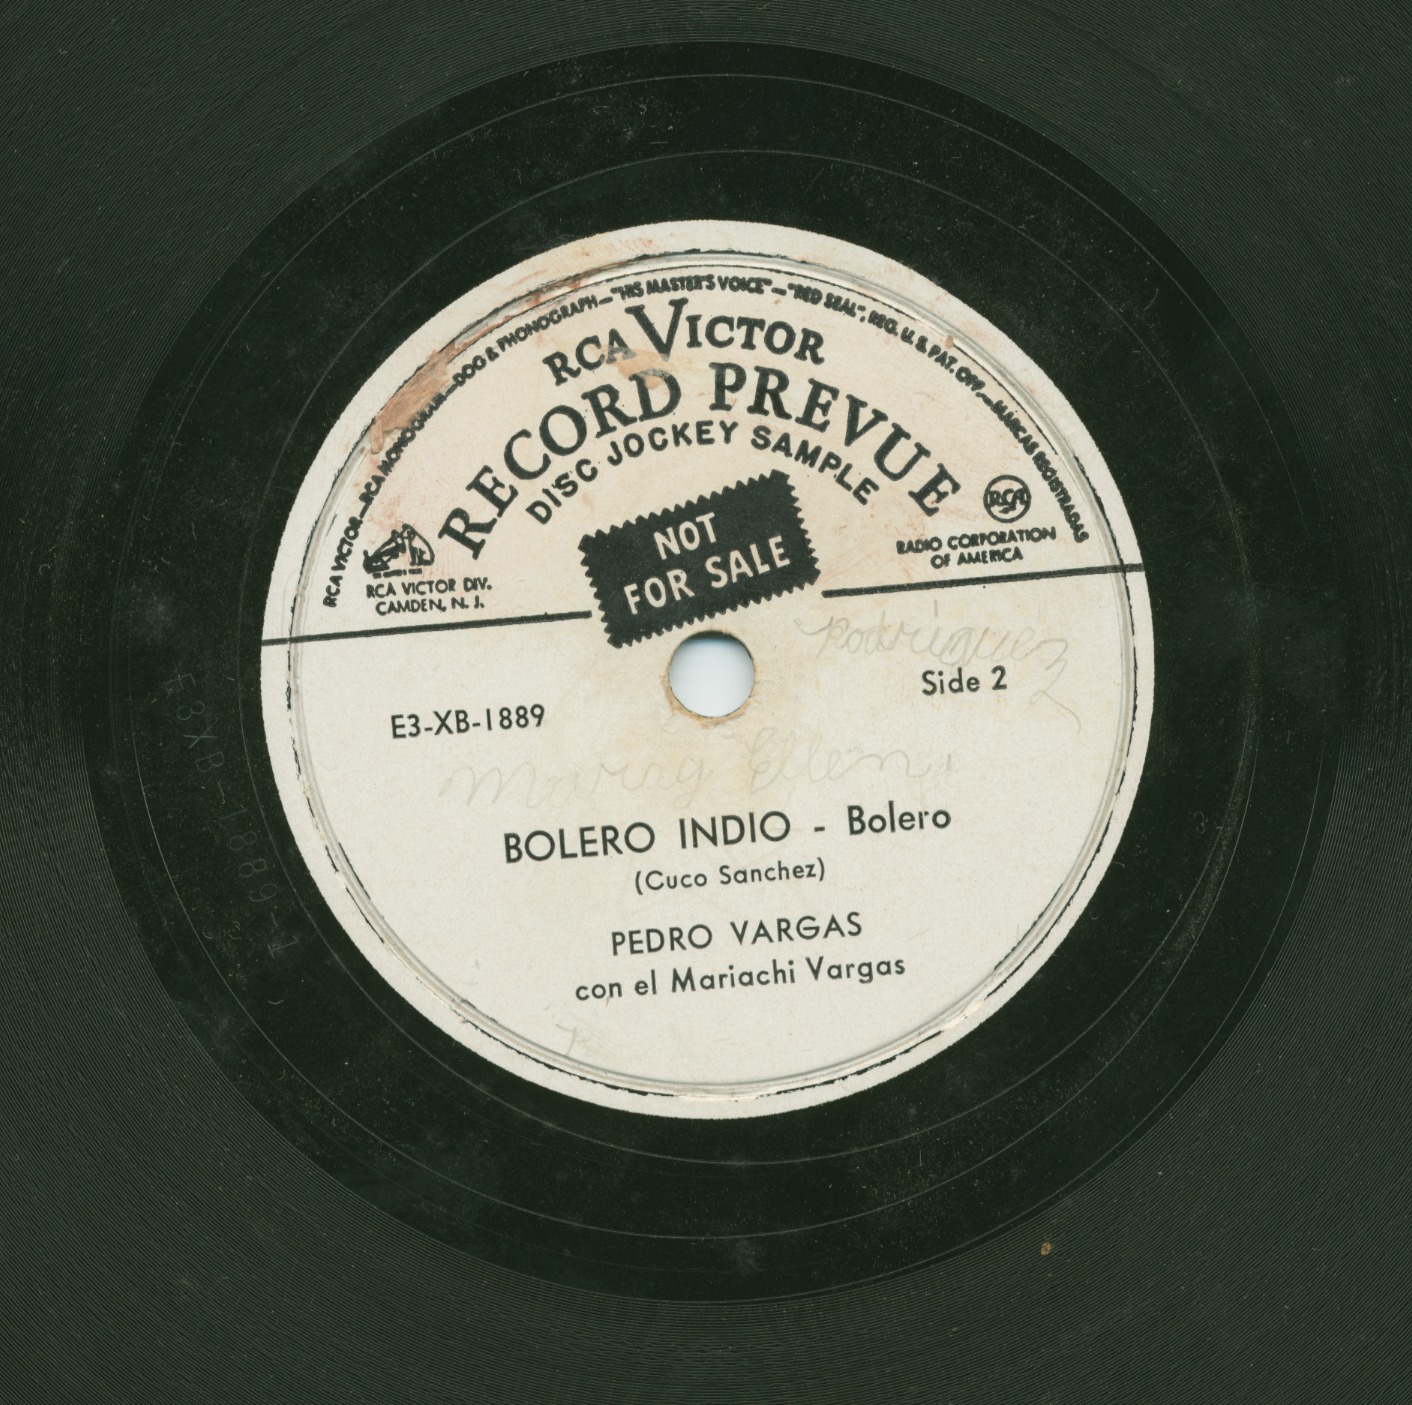 RCA VICTOR—RCA MONOGRAM—DOG & PHONOGRAPH—"HIS MASTER'S VOICE"—"RED SEAL", REG. U. S. PAT. OFF.—MARCAS REGISTRADAS
RCA VICTOR
RECORD PREVUE
DISC JOCKEY SAMPLE
NOT
FOR SALE
RCA VICTOR DIV.
CAMDEN, N. J.
RCA
RADIO CORPORATION
OF AMERICA
Rodriguez
Side 2
E3-XB-1889
Mary Ellen
BOLERO INDIO - Bolero
(Cuco Sanchez)
PEDRO VARGAS
con el Mariachi Vargas
E3XB-1889-1